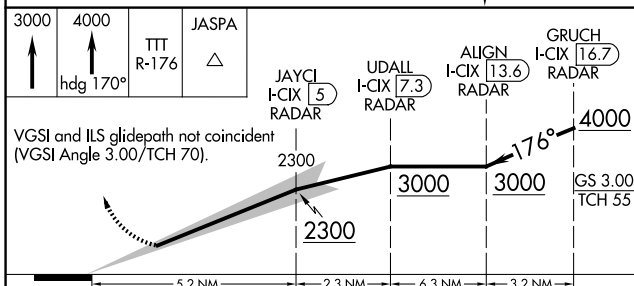 3000
4000
hdg 170°
TTT
R-176
JASPA
VGSI and ILS glidepath not coincident
(VGSI Angle 3.00/TCH 70).
JAYCI
I-CIX 5
RADAR
UDALL
I-CIX 7.3
RADAR
ALIGN
I-CIX 13.6
RADAR
GRUCH
I-CIX 16.7
RADAR
2300
2300
3000
3000
176°
4000
GS 3.00
TCH 55
5.2 NM
2.3 NM
6.3 NM
3.2 NM